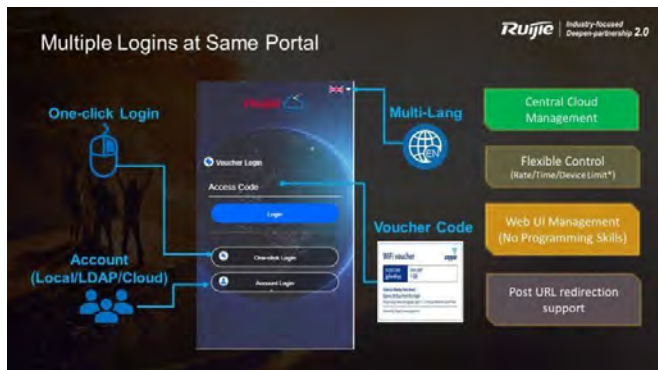 Multiple Logins at Same Portal
Ruijie
Industry-focused
Deepen-partnership 2.0
One-click Login
Account
(Local/LDAP/Cloud)
Voucher Login
Access Code
Login
One-click Login
Account Login
Multi-Lang
EN
Voucher Code
WiFi voucher
Central Cloud
Management
Flexible Control
(Rate/Time/Device Limit*)
Web UI Management
(No Programming Skills)
Post URL redirection
support